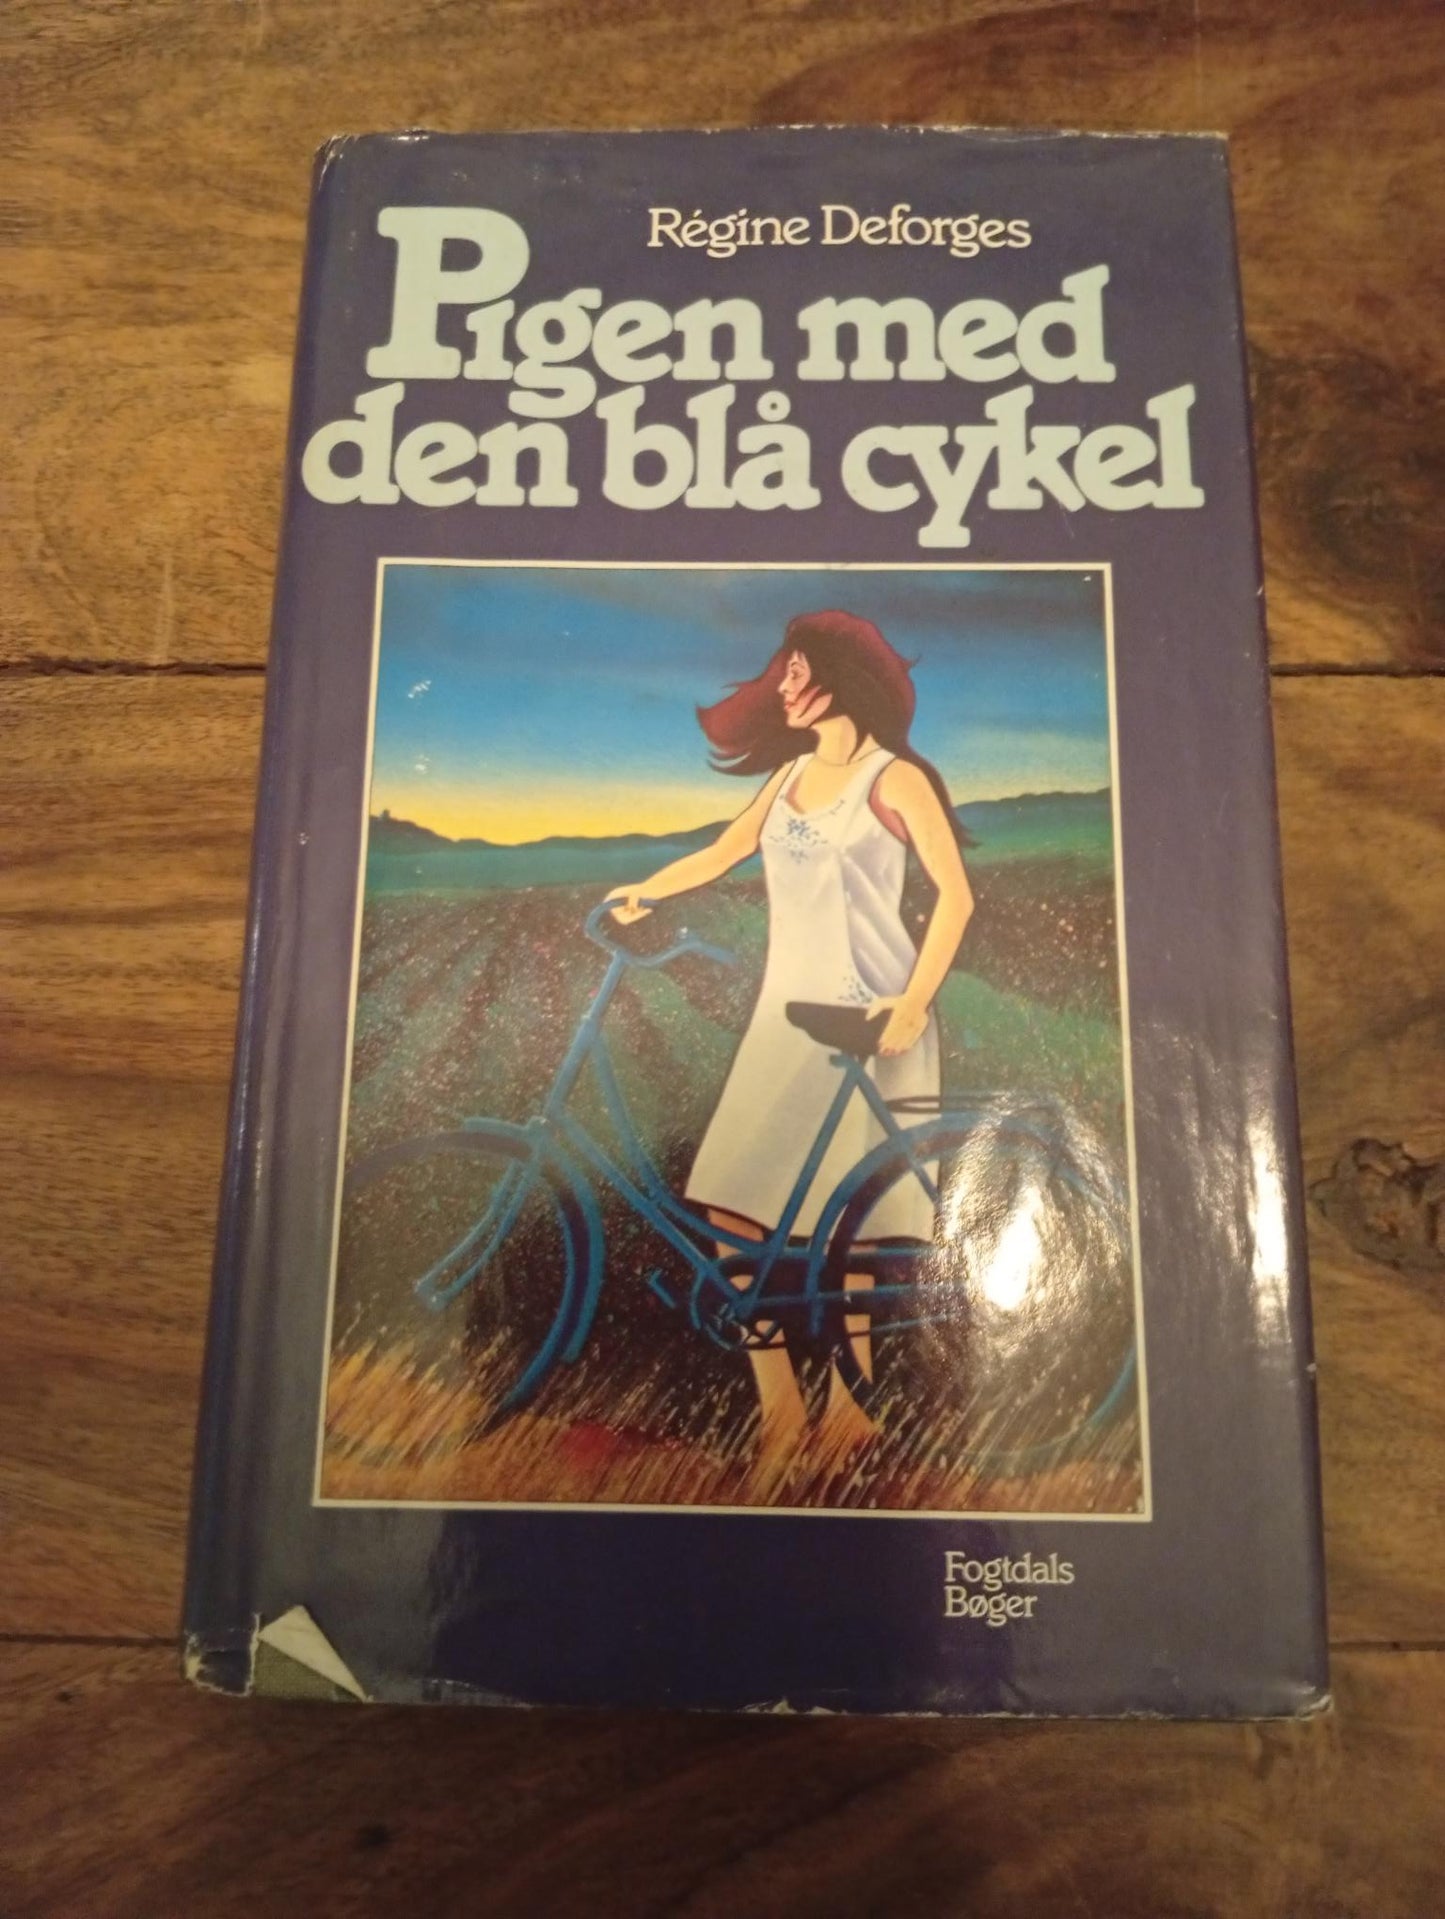 Régine Deforges
Pigen med
den blå cykel
Fogtdals
Bøger